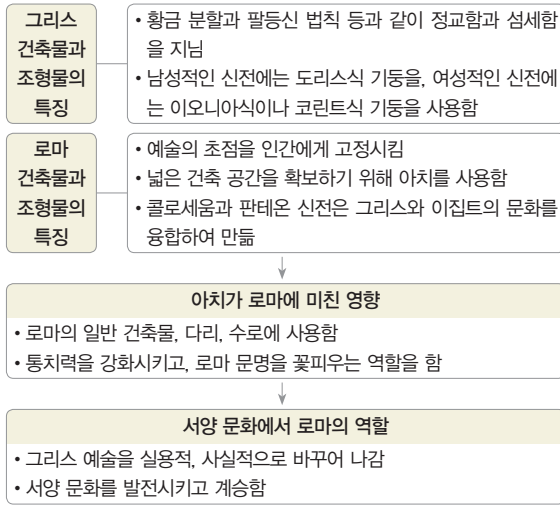 그리스
건축물과
조형물의
특징
• 황금 분할과 팔등신 법칙 등과 같이 정교함과 섬세함
을 지님
• 남성적인 신전에는 도리스식 기둥을, 여성적인 신전에
는 이오니아식이나 코린트식 기둥을 사용함
로마
건축물과
조형물의
특징
• 예술의 초점을 인간에게 고정시킴
• 넓은 건축 공간을 확보하기 위해 아치를 사용함
• 콜로세움과 판테온 신전은 그리스와 이집트의 문화를
융합하여 만듦
아치가 로마에 미친 영향
• 로마의 일반 건축물, 다리, 수로에 사용함
• 통치력을 강화시키고, 로마 문명을 꽃피우는 역할을 함
서양 문화에서 로마의 역할
• 그리스 예술을 실용적, 사실적으로 바꾸어 나감
• 서양 문화를 발전시키고 계승함